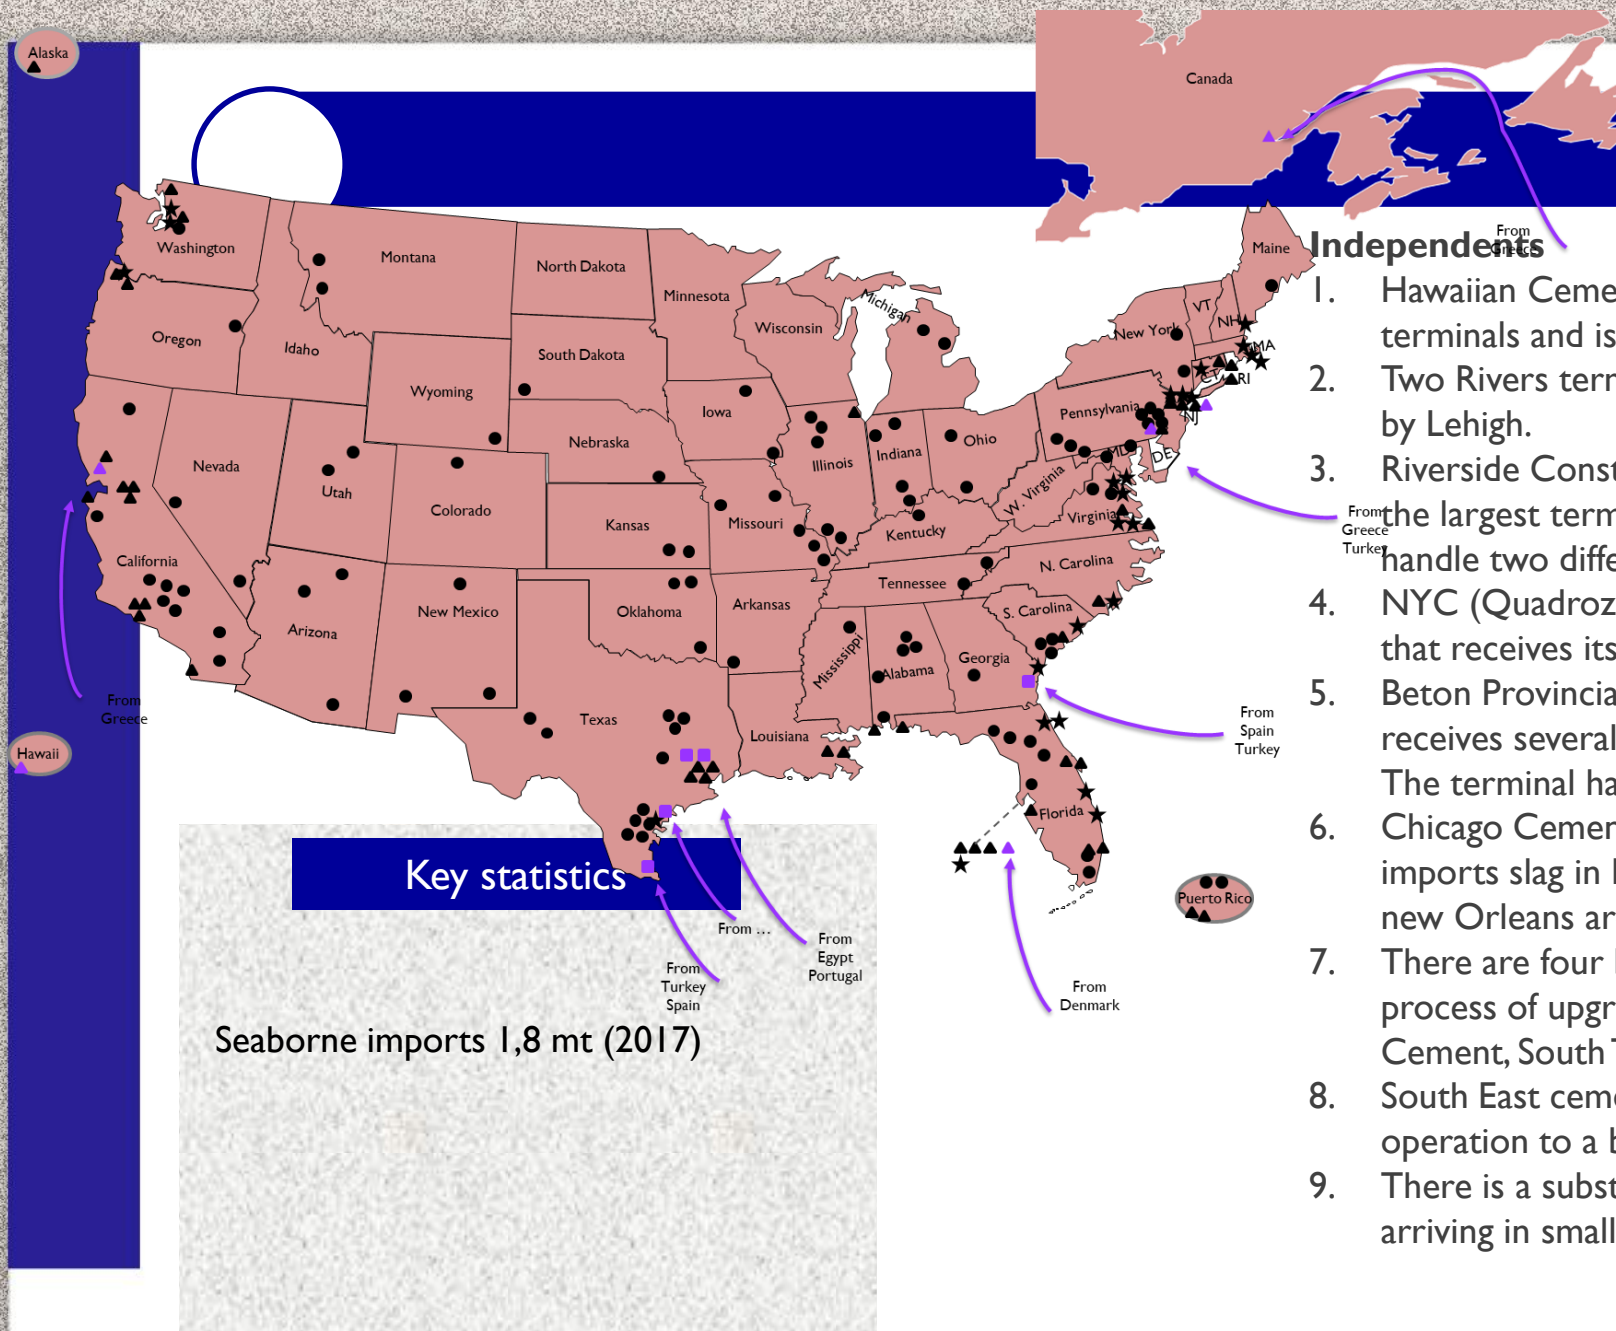 Alaska
Canada
Washington
Montana
North Dakota
Minnesota
Michigan
Maine
From
Greece
Oregon
Idaho
Wisconsin
New York
VT
NH
MA
South Dakota
Wyoming
Iowa
CT
RI
Pennsylvania
NJ
Nebraska
Nevada
Utah
Illinois
Indiana
Ohio
MD
DE
Colorado
W. Virginia
Virginia
Kansas
Missouri
Kentucky
From
Greece
Turkey
California
N. Carolina
Tennessee
New Mexico
Oklahoma
Arkansas
S. Carolina
Arizona
Mississippi
Alabama
Georgia
From
Greece
Texas
Louisiana
From
Spain
Turkey
Hawaii
Florida
Puerto Rico
From ...
From
Egypt
Portugal
From
Turkey
Spain
From
Denmark
Key statistics
Seaborne imports 1,8 mt (2017)
Independents
1. Hawaiian Ceme
terminals and is
2. Two Rivers term
by Lehigh.
3. Riverside Const
the largest term
handle two diffe
4. NYC (Quadroz
that receives its
5. Beton Provincia
receives several
The terminal ha
6. Chicago Cemen
imports slag in
new Orleans ar
7. There are four
process of upgr
Cement, South T
8. South East ceme
operation to a b
9. There is a subst
arriving in small